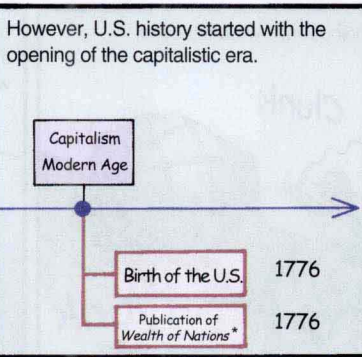 However, U.S. history started with the
opening of the capitalistic era.
Capitalism
Modern Age
Birth of the U.S. 1776
Publication of
Wealth of Nations* 1776